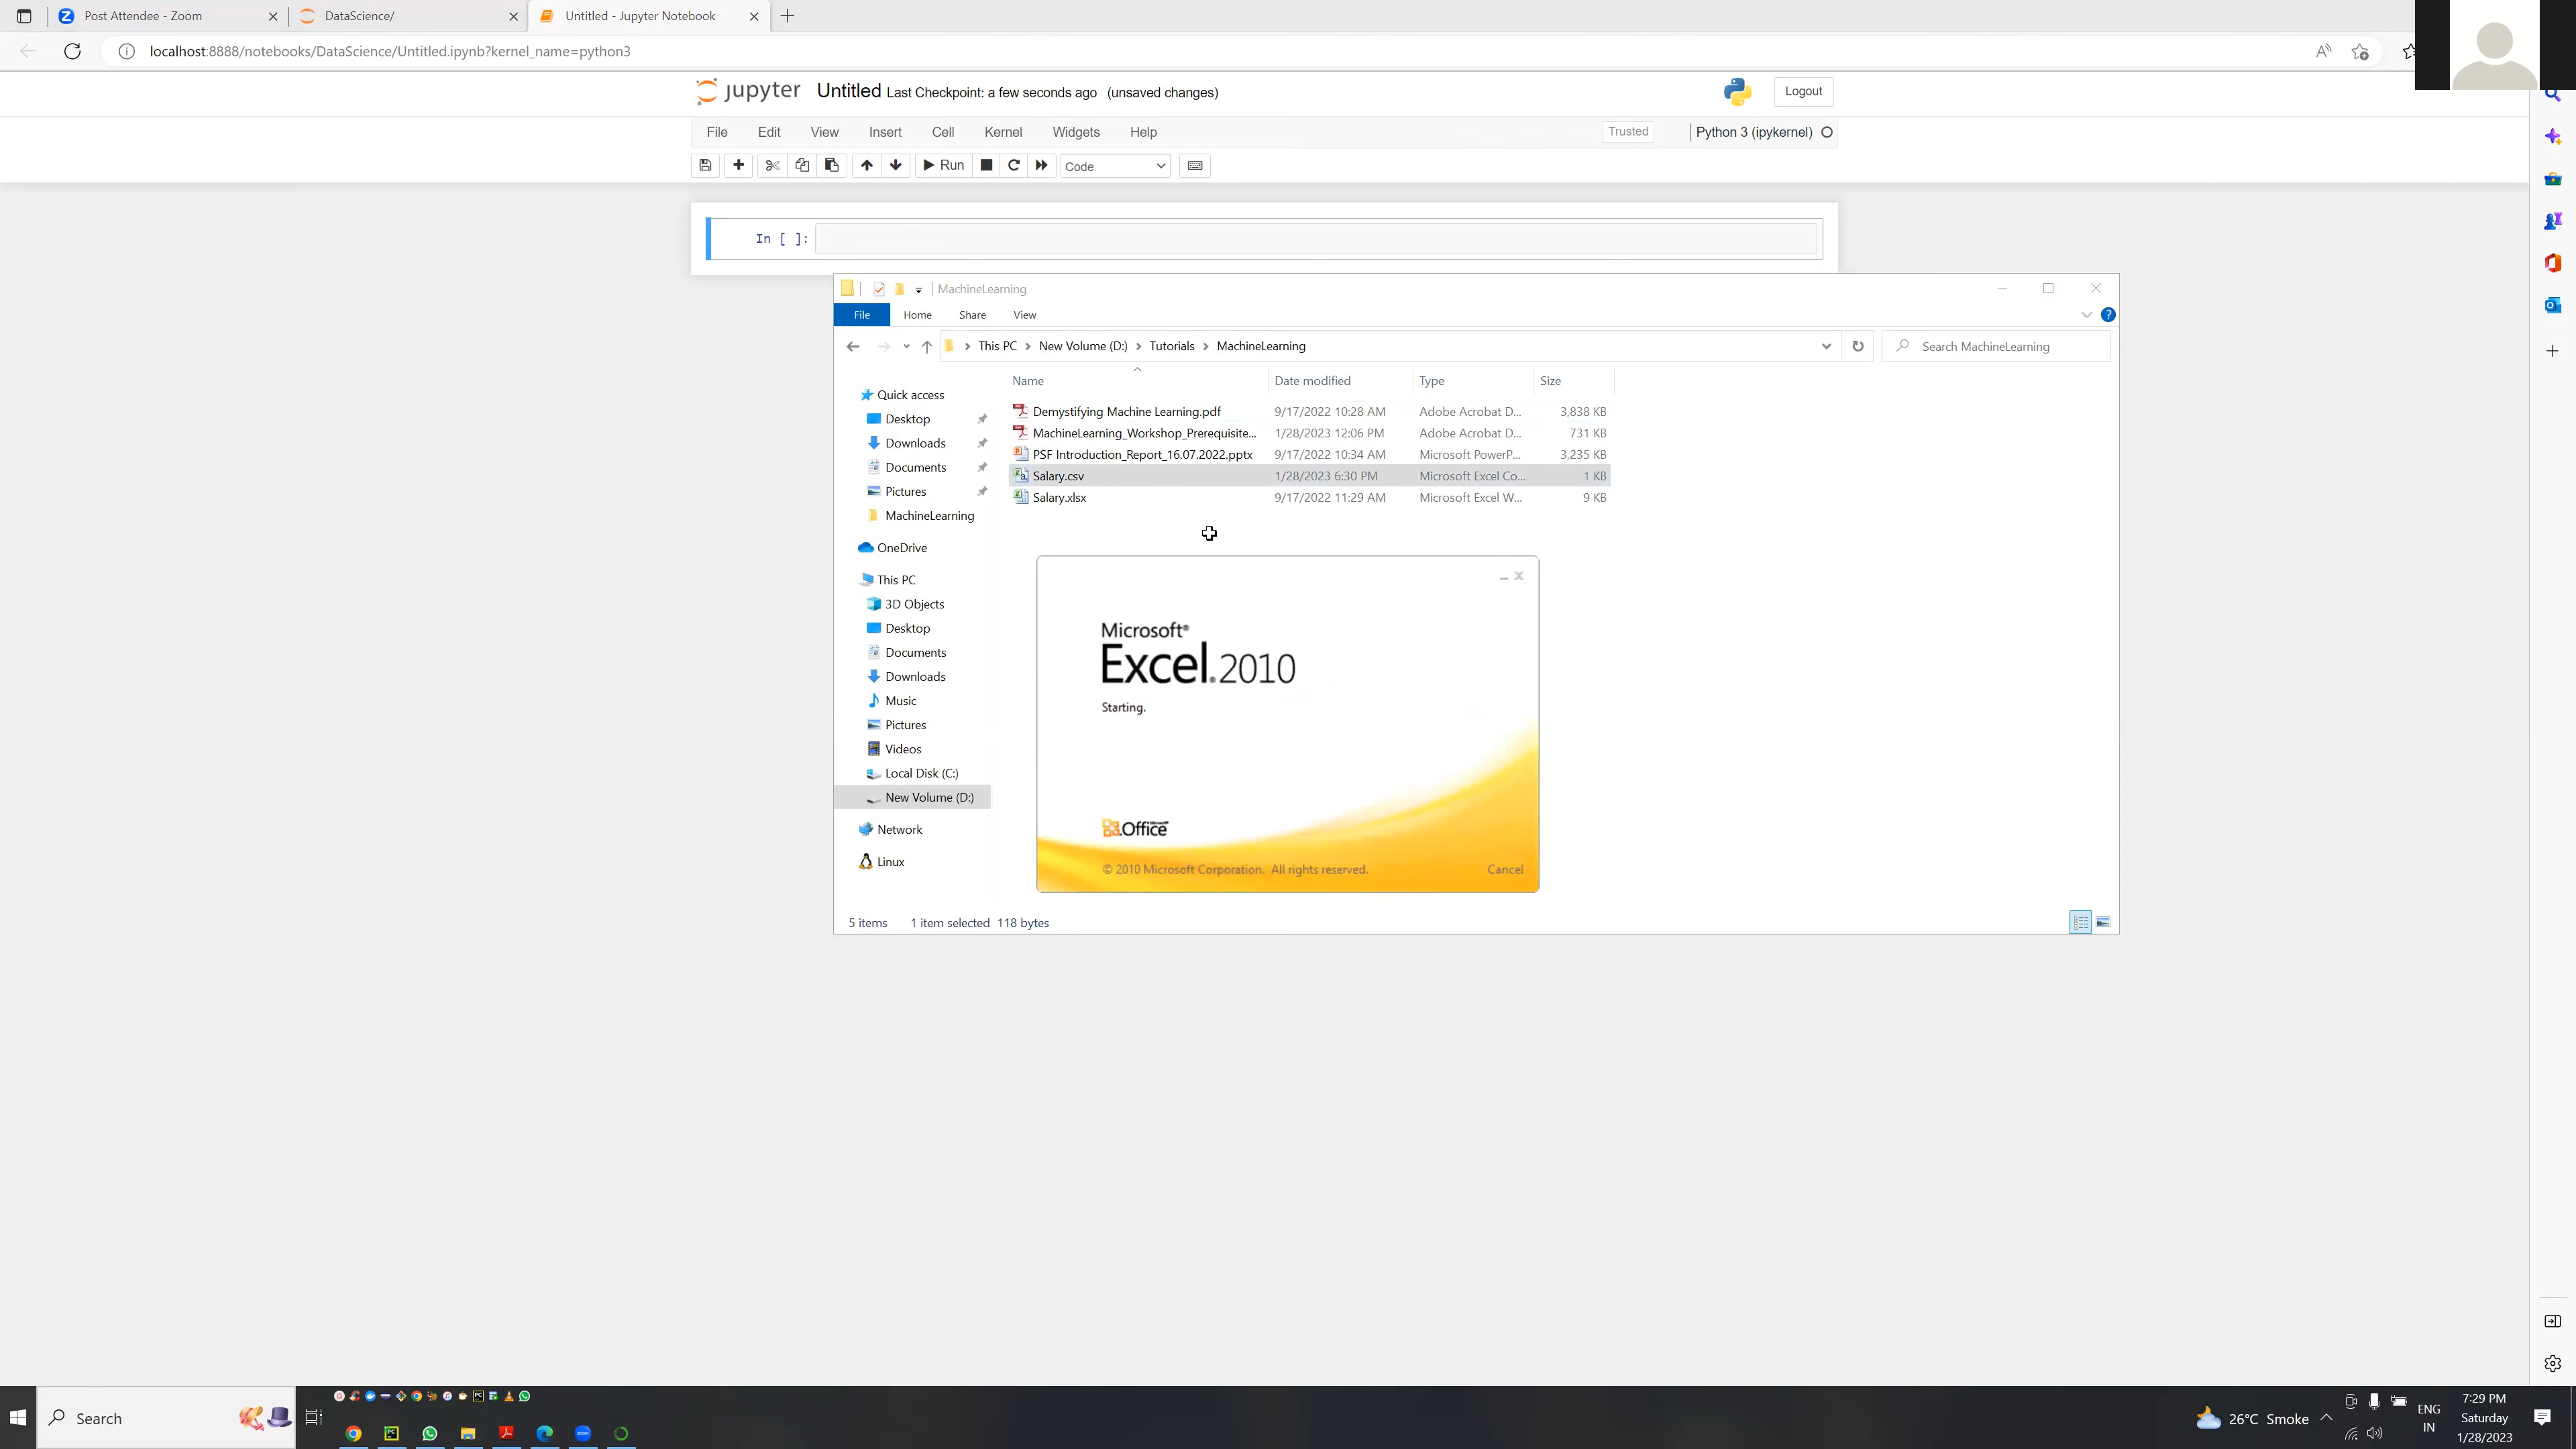 Post Attendee - Zoom
DataScience/
Untitled - Jupyter Notebook
localhost:8888/notebooks/DataScience/Untitled.ipynb?kernel_name=python3
jupyter Untitled Last Checkpoint: a few seconds ago (unsaved changes)
Logout
File Edit View Insert Cell Kernel Widgets Help
Trusted
Python 3 (ipykernel)
Run
Code
In [ ]:
MachineLearning
File Home Share View
This PC New Volume (D:) Tutorials MachineLearning
Search MachineLearning
Name Date modified Type Size
Demystifying Machine Learning.pdf 9/17/2022 10:28 AM Adobe Acrobat D... 3,838 KB
MachineLearning_Workshop_Prerequisite... 1/28/2023 12:06 PM Adobe Acrobat D... 731 KB
PSF Introduction_Report_16.07.2022.pptx 9/17/2022 10:34 AM Microsoft PowerP... 3,235 KB
Salary.csv 1/28/2023 6:30 PM Microsoft Excel Co... 1 KB
Salary.xlsx 9/17/2022 11:29 AM Microsoft Excel W... 9 KB
Quick access
Desktop
Downloads
Documents
Pictures
MachineLearning
OneDrive
This PC
3D Objects
Desktop
Documents
Downloads
Music
Pictures
Videos
Local Disk (C:)
New Volume (D:)
Network
Linux
Microsoft®
Excel® 2010
Starting.
Microsoft®
Office
© 2010 Microsoft Corporation. All rights reserved.
Cancel
5 items 1 item selected 118 bytes
Search
26°C Smoke
ENG
IN
7:29 PM
Saturday
1/28/2023